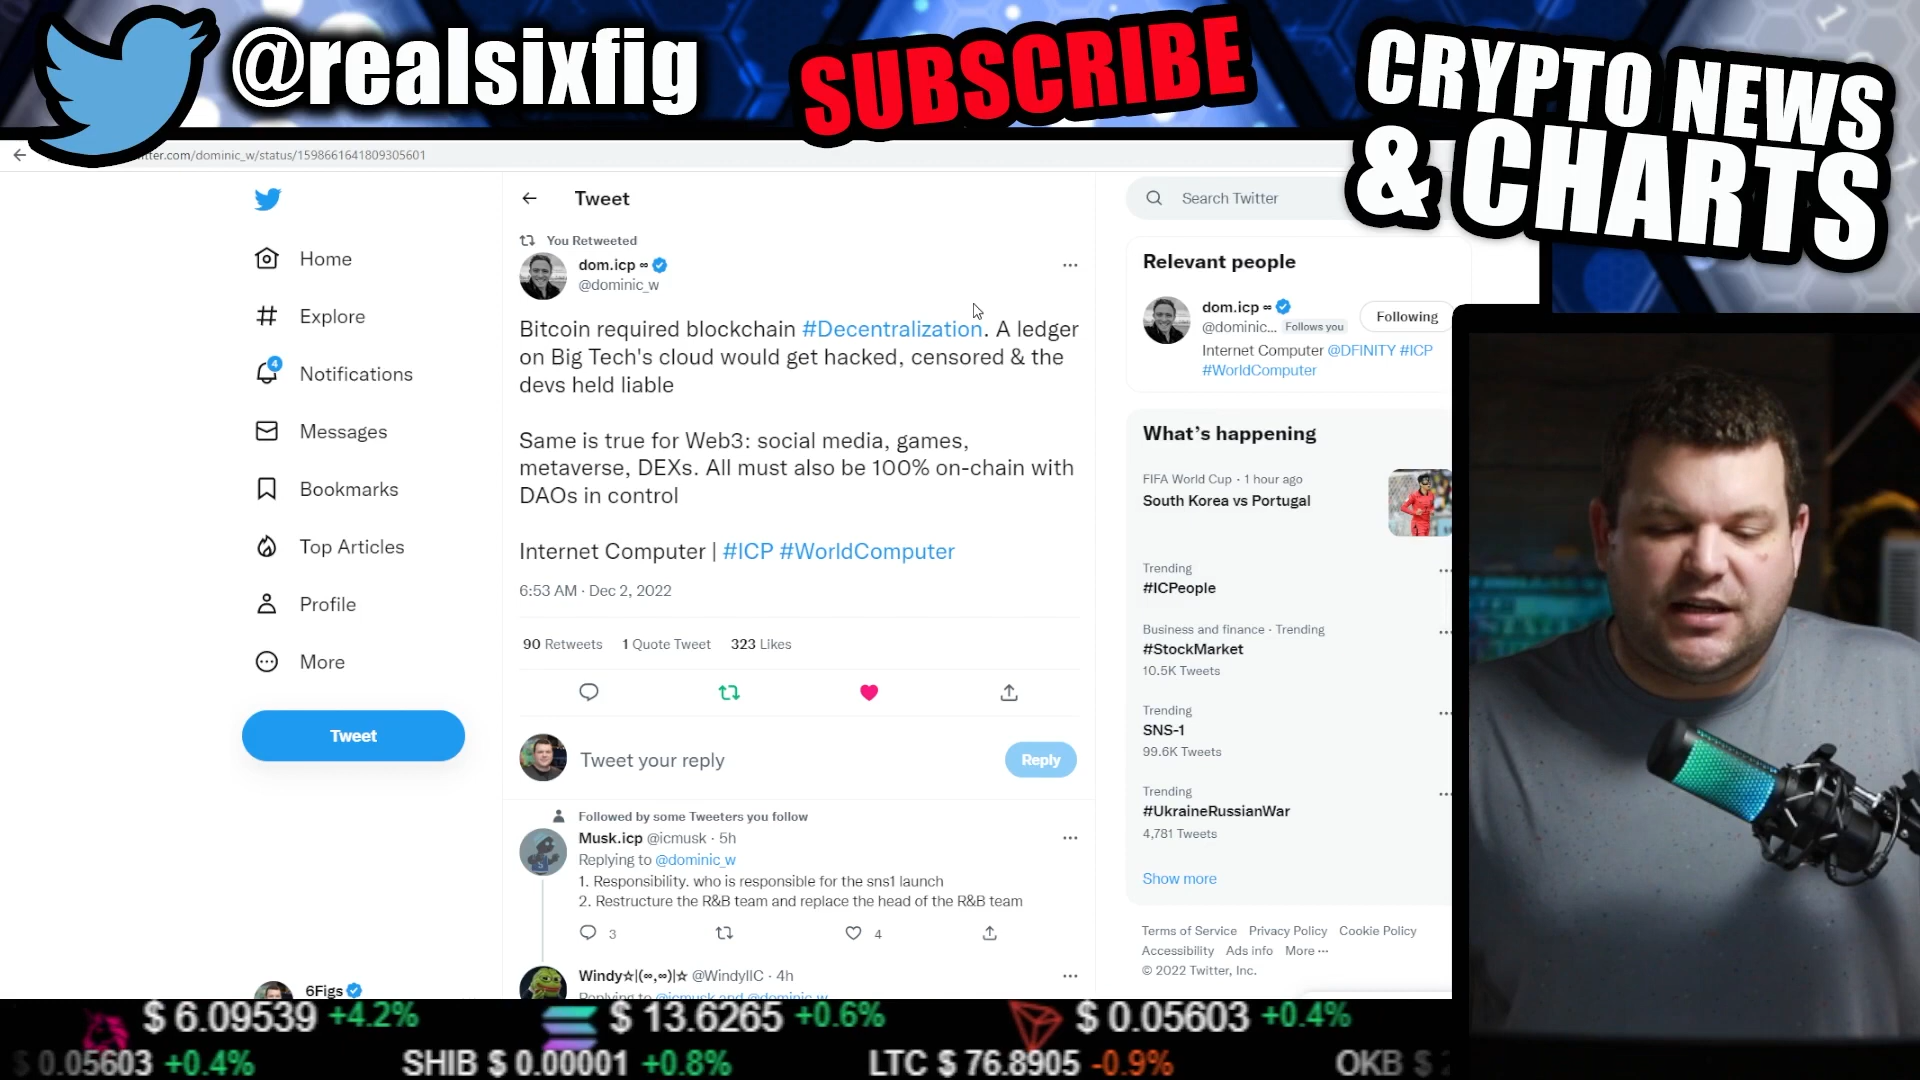 @realsixfig
SUBSCRIBE
CRYPTO NEWS
& CHARTS
tter.com/dominic_w/status/1598661641809305601
Tweet
Search Twitter
Home
Explore
4
Notifications
Messages
Bookmarks
Top Articles
Profile
More
Tweet
6Figs
You Retweeted
dom.icp ∞
@dominic_w
Bitcoin required blockchain #Decentralization. A ledger
on Big Tech's cloud would get hacked, censored & the
devs held liable
Same is true for Web3: social media, games,
metaverse, DEXs. All must also be 100% on-chain with
DAOs in control
Internet Computer | #ICP #WorldComputer
6:53 AM · Dec 2, 2022
90 Retweets 1 Quote Tweet 323 Likes
Tweet your reply
Reply
Followed by some Tweeters you follow
Musk.icp @icmusk · 5h
Replying to @dominic_w
1. Responsibility. who is responsible for the sns1 launch
2. Restructure the R&B team and replace the head of the R&B team
3
4
Windy☆|(∞,∞)|☆ @WindyIIC · 4h
Replying to @icmusk and @dominic_w
Relevant people
dom.icp ∞
@dominic... Follows you
Following
Internet Computer @DFINITY #ICP
#WorldComputer
What's happening
FIFA World Cup · 1 hour ago
South Korea vs Portugal
Trending
#ICPeople
Business and finance · Trending
#StockMarket
10.5K Tweets
Trending
SNS-1
99.6K Tweets
Trending
#UkraineRussianWar
4,781 Tweets
Show more
Terms of Service Privacy Policy Cookie Policy
Accessibility Ads info More ···
© 2022 Twitter, Inc.
$ 6.09539 +4.2% $ 13.6265 +0.6% $ 0.05603 +0.4%
$ 0.05603 +0.4% SHIB $ 0.00001 +0.8% LTC $ 76.8905 -0.9% OKB $